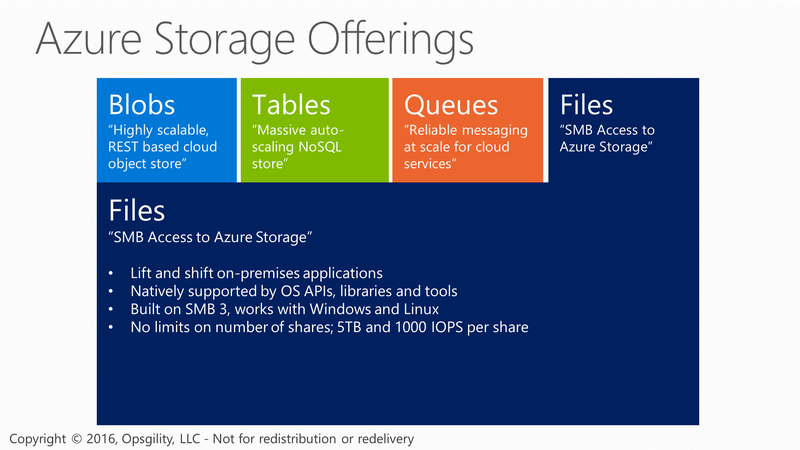 Azure Storage Offerings
Blobs
“Highly scalable,
REST based cloud
object store”
Tables
“Massive auto-
scaling NoSQL
store”
Queues
“Reliable messaging
at scale for cloud
services”
Files
“SMB Access to
Azure Storage”
Files
“SMB Access to Azure Storage”
• Lift and shift on-premises applications
• Natively supported by OS APIs, libraries and tools
• Built on SMB 3, works with Windows and Linux
• No limits on number of shares; 5TB and 1000 IOPS per share
Copyright © 2016, Opsgility, LLC - Not for redistribution or redelivery